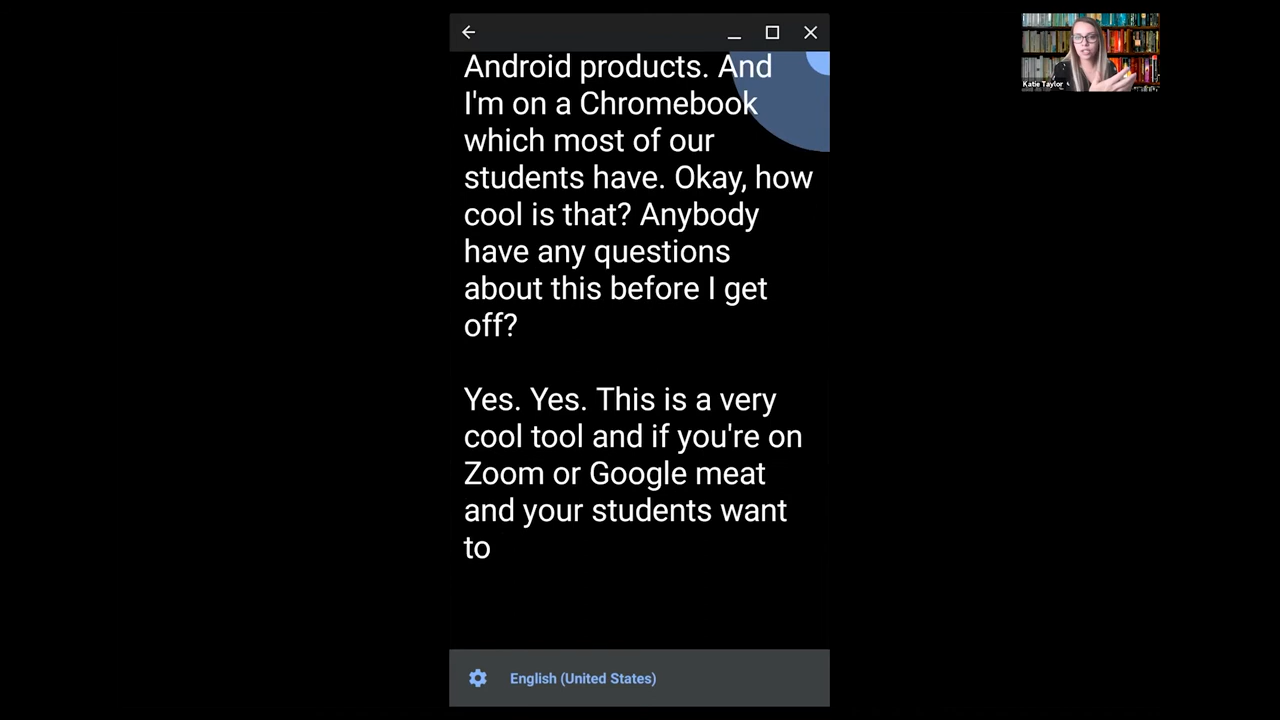 Android products. And
I'm on a Chromebook
which most of our
students have. Okay, how
cool is that? Anybody
have any questions
about this before I get
off?
Yes. Yes. This is a very
cool tool and if you're on
Zoom or Google meat
and your students want
to
English (United States)
Katie Taylor